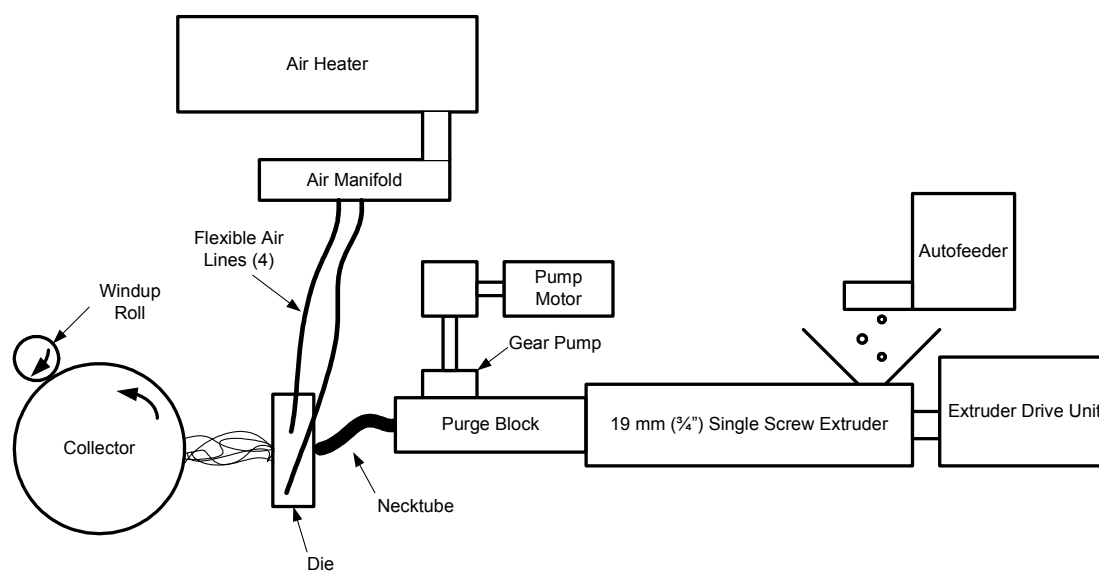 Air Heater
Air Manifold
Flexible Air
Lines (4)
Autofeeder
Pump
Motor
Windup
Roll
Gear Pump
Purge Block
19 mm (¾”) Single Screw Extruder
Extruder Drive Unit
Collector
Necktube
Die